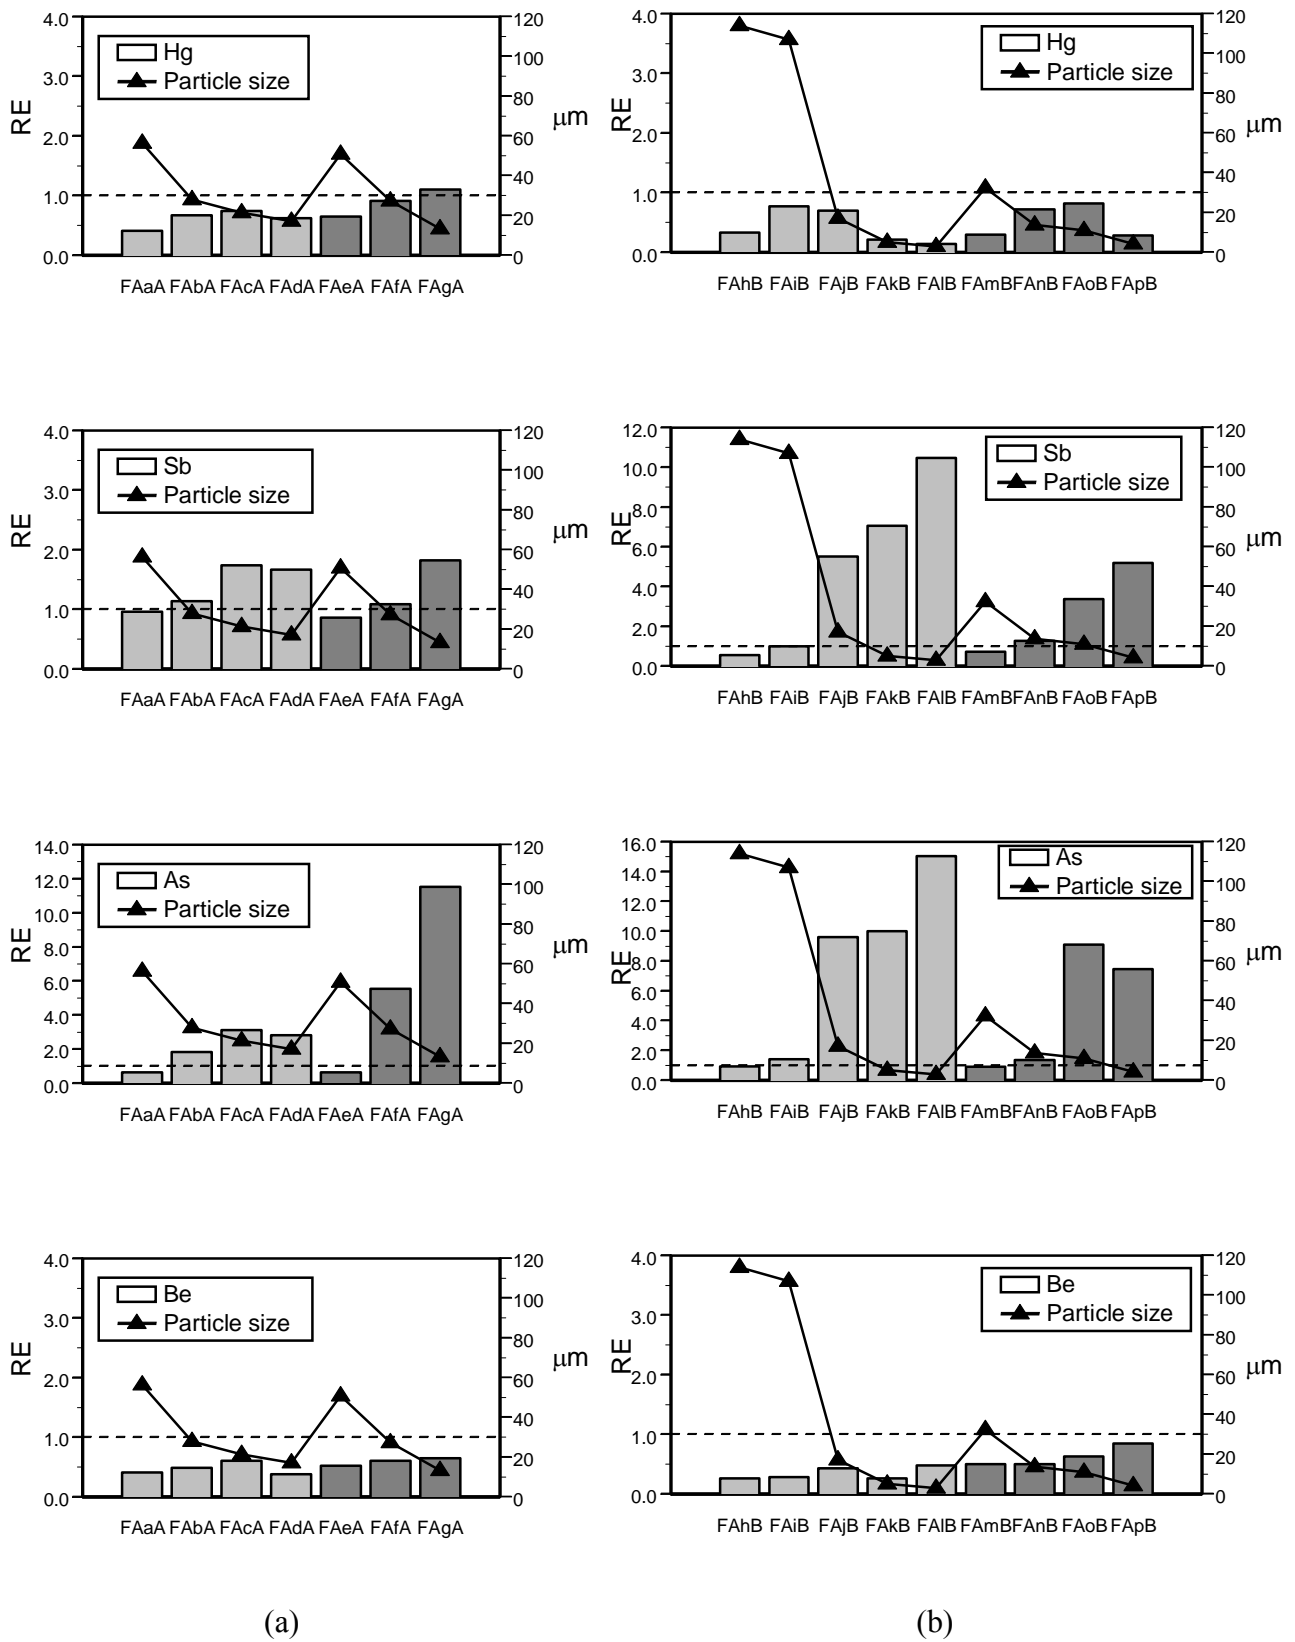 4.0
3.0
2.0
1.0
0.0
RE
Hg
Particle size
120
100
80
60
40
20
0
μm
FAaA FAbA FAcA FAdA FAeA FAfA FAgA
4.0
3.0
2.0
1.0
0.0
RE
Hg
Particle size
120
100
80
60
40
20
0
μm
FAhB FAiB FAjB FAkB FAlB FAmB FAnB FAoB FApB
4.0
3.0
2.0
1.0
0.0
RE
Sb
Particle size
120
100
80
60
40
20
0
μm
FAaA FAbA FAcA FAdA FAeA FAfA FAgA
12.0
10.0
8.0
6.0
4.0
2.0
0.0
RE
Sb
Particle size
120
100
80
60
40
20
0
μm
FAhB FAiB FAjB FAkB FAlB FAmB FAnB FAoB FApB
14.0
12.0
10.0
8.0
6.0
4.0
2.0
0.0
RE
As
Particle size
120
100
80
60
40
20
0
μm
FAaA FAbA FAcA FAdA FAeA FAfA FAgA
16.0
14.0
12.0
10.0
8.0
6.0
4.0
2.0
0.0
RE
As
Particle size
120
100
80
60
40
20
0
μm
FAhB FAiB FAjB FAkB FAlB FAmB FAnB FAoB FApB
4.0
3.0
2.0
1.0
0.0
RE
Be
Particle size
120
100
80
60
40
20
0
μm
FAaA FAbA FAcA FAdA FAeA FAfA FAgA
4.0
3.0
2.0
1.0
0.0
RE
Be
Particle size
120
100
80
60
40
20
0
μm
FAhB FAiB FAjB FAkB FAlB FAmB FAnB FAoB FApB
(a)
(b)